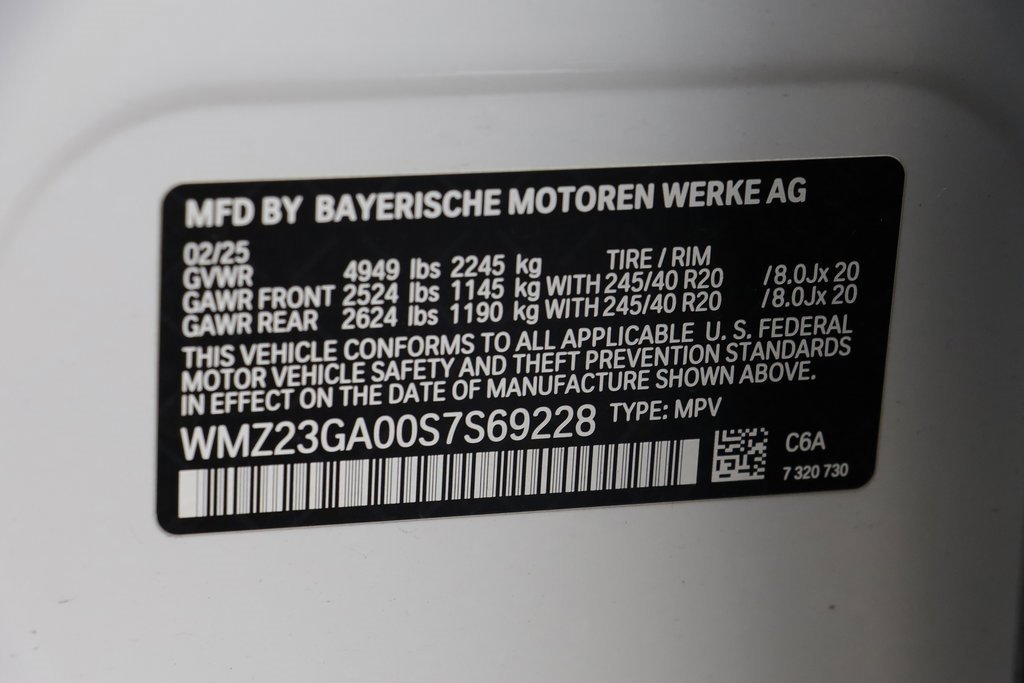 MFD BY BAYERISCHE MOTOREN WERKE AG
02/25 TIRE / RIM
GVWR 4949 lbs 2245 kg
GAWR FRONT 2524 lbs 1145 kg WITH 245/40 R20 /8.0Jx 20
GAWR REAR 2624 lbs 1190 kg WITH 245/40 R20 /8.0Jx 20
THIS VEHICLE CONFORMS TO ALL APPLICABLE U. S. FEDERAL
MOTOR VEHICLE SAFETY AND THEFT PREVENTION STANDARDS
IN EFFECT ON THE DATE OF MANUFACTURE SHOWN ABOVE.
WMZ23GA00S7S69228 TYPE: MPV
C6A
7 320 730